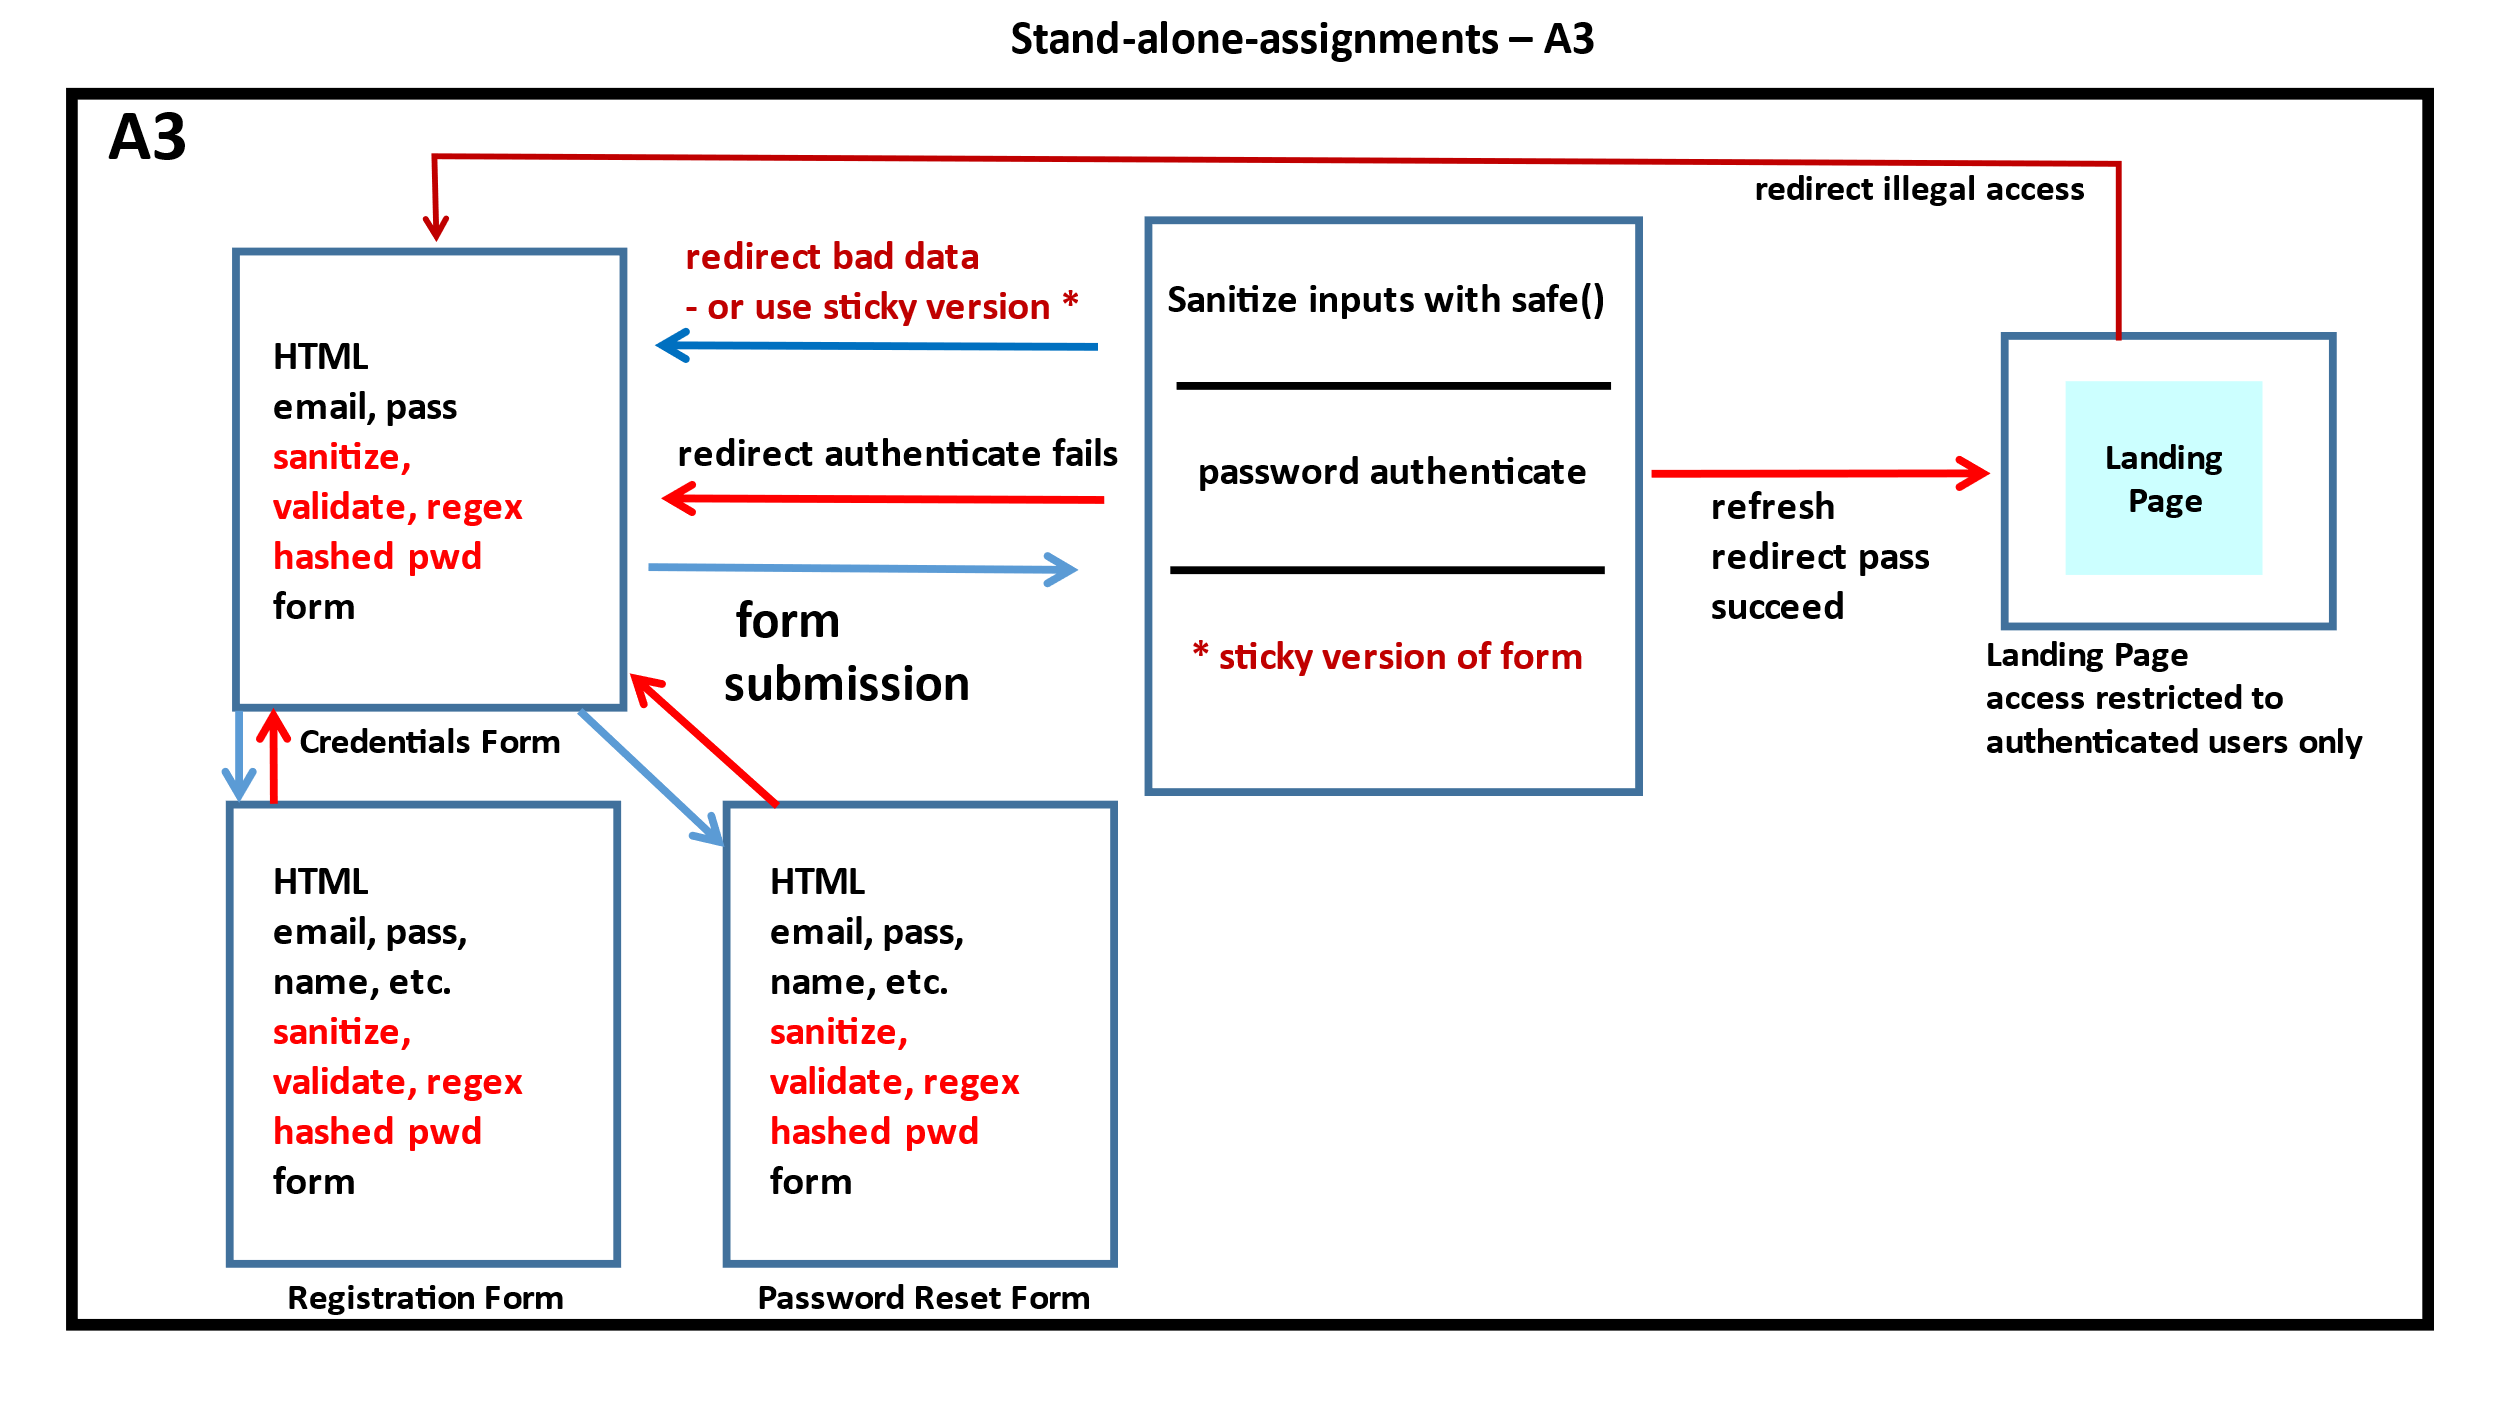 Stand-alone-assignments – A3
A3
redirect illegal access
redirect bad data
- or use sticky version *
Sanitize inputs with safe()
HTML
email, pass
sanitize,
validate, regex
hashed pwd
form
redirect authenticate fails
password authenticate
form
submission
* sticky version of form
refresh
redirect pass
succeed
Landing
Page
Landing Page
access restricted to
authenticated users only
Credentials Form
HTML
email, pass,
name, etc.
sanitize,
validate, regex
hashed pwd
form
Registration Form
HTML
email, pass,
name, etc.
sanitize,
validate, regex
hashed pwd
form
Password Reset Form